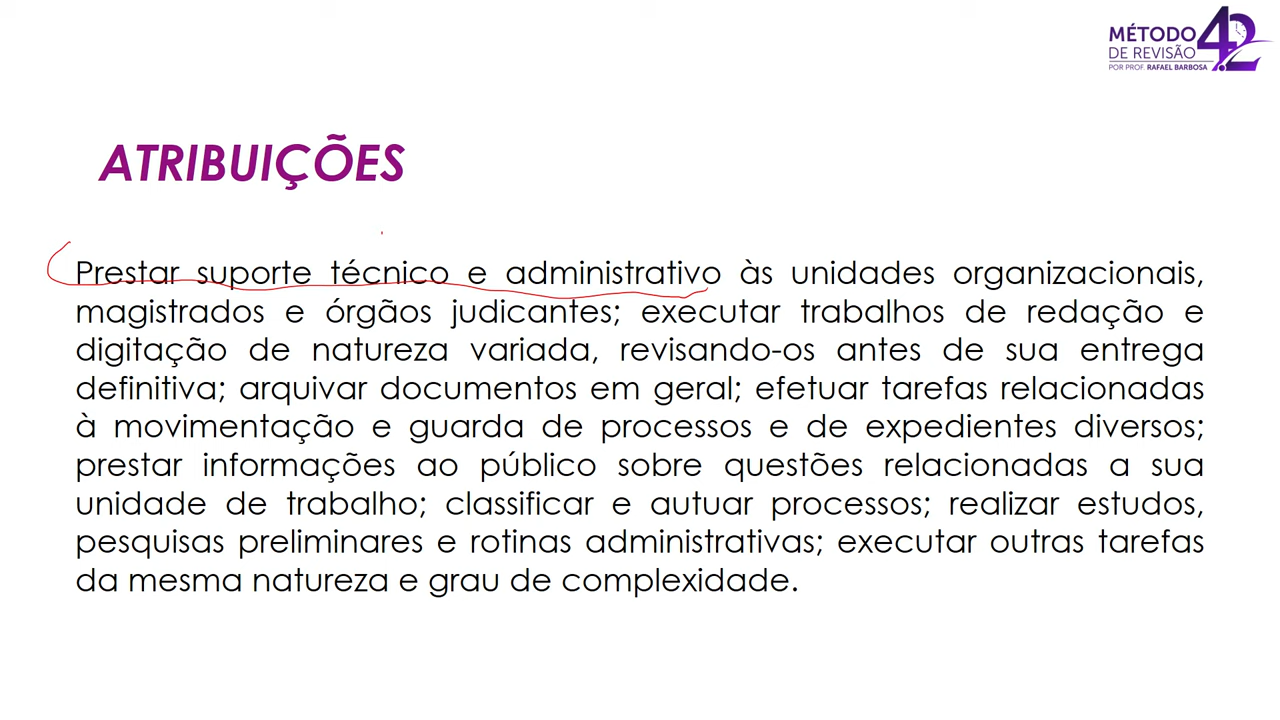 MÉTODO 4.2
DE REVISÃO
POR PROF. RAFAEL BARBOSA
ATRIBUIÇÕES
Prestar suporte técnico e administrativo às unidades organizacionais,
magistrados e órgãos judicantes; executar trabalhos de redação e
digitação de natureza variada, revisando-os antes de sua entrega
definitiva; arquivar documentos em geral; efetuar tarefas relacionadas
à movimentação e guarda de processos e de expedientes diversos;
prestar informações ao público sobre questões relacionadas a sua
unidade de trabalho; classificar e autuar processos; realizar estudos,
pesquisas preliminares e rotinas administrativas; executar outras tarefas
da mesma natureza e grau de complexidade.